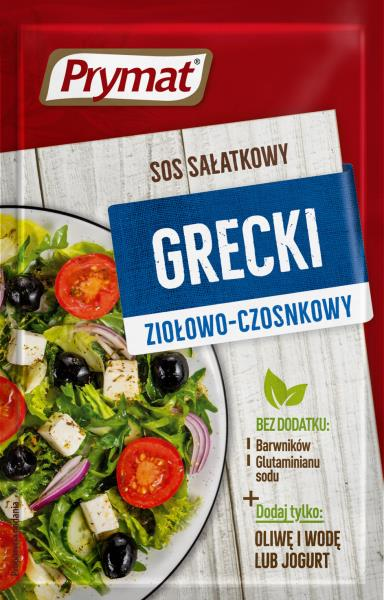 Prymat®
SOS SAŁATKOWY
GRECKI
ZIOŁOWO-CZOSNKOWY
BEZ DODATKU:
Barwników
Glutaminianu
sodu
+
Dodaj tylko:
OLIWĘ I WODĘ
LUB JOGURT